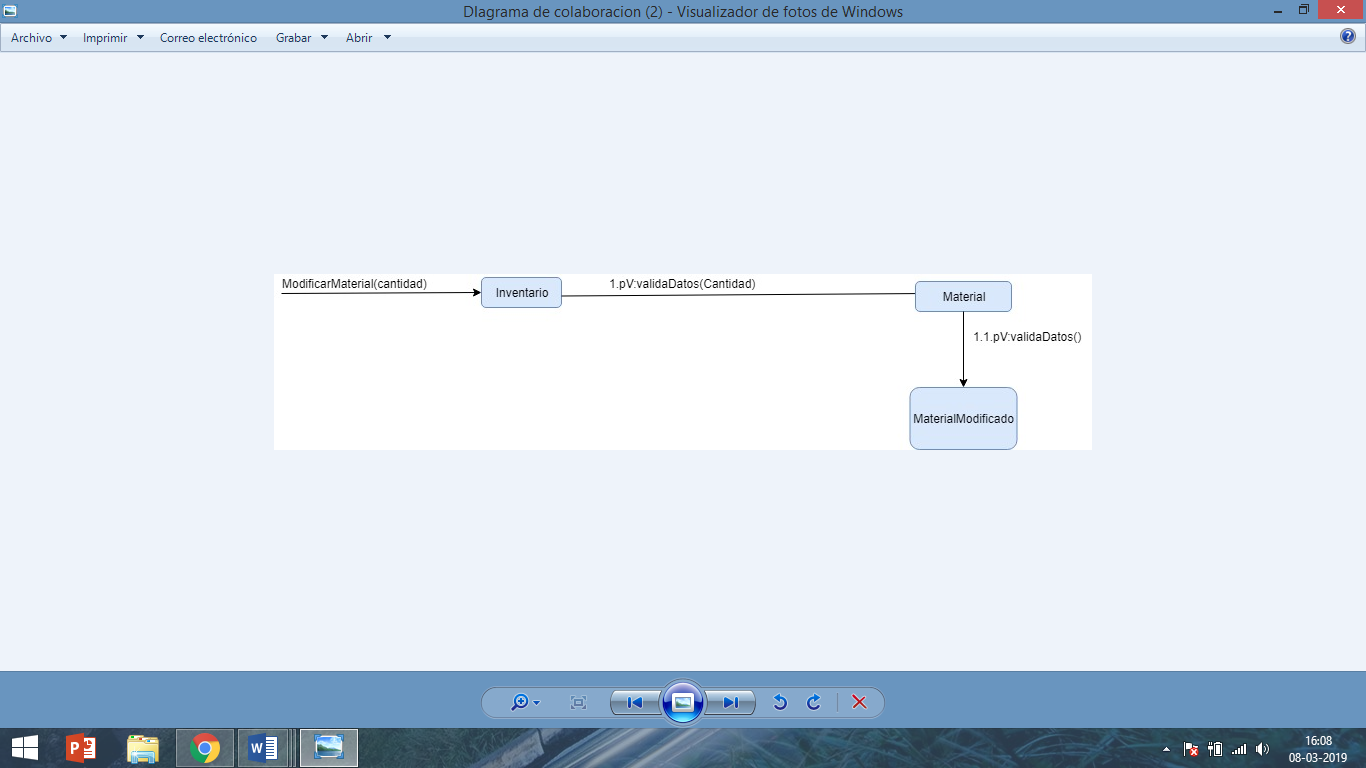 DIagrama de colaboracion (2) - Visualizador de fotos de Windows
Archivo Imprimir Correo electrónico Grabar Abrir
ModificarMaterial(cantidad)
Inventario
1.pV:validaDatos(Cantidad)
Material
1.1.pV:validaDatos()
MaterialModificado
16:08
08-03-2019